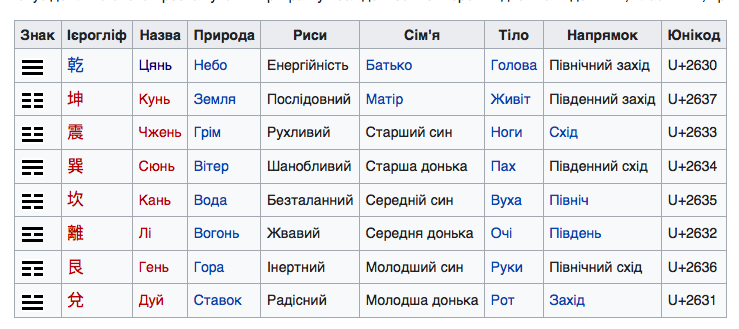 Знак Ієрогліф Назва Природа Риси Сім'я Тіло Напрямок Юнікод
☰ 乾 Цянь Небо Енергійність Батько Голова Північний захід U+2630
☷ 坤 Кунь Земля Послідовний Матір Живіт Південний захід U+2637
☳ 震 Чжень Грім Рухливий Старший син Ноги Схід U+2633
☴ 巽 Сюнь Вітер Шанобливий Старша донька Пах Південний схід U+2634
☵ 坎 Кань Вода Безталанний Середній син Вуха Північ U+2635
☲ 離 Лі Вогонь Жвавий Середня донька Очі Південь U+2632
☶ 艮 Гень Гора Інертний Молодший син Руки Північний схід U+2636
☱ 兌 Дуй Ставок Радісний Молодша донька Рот Захід U+2631